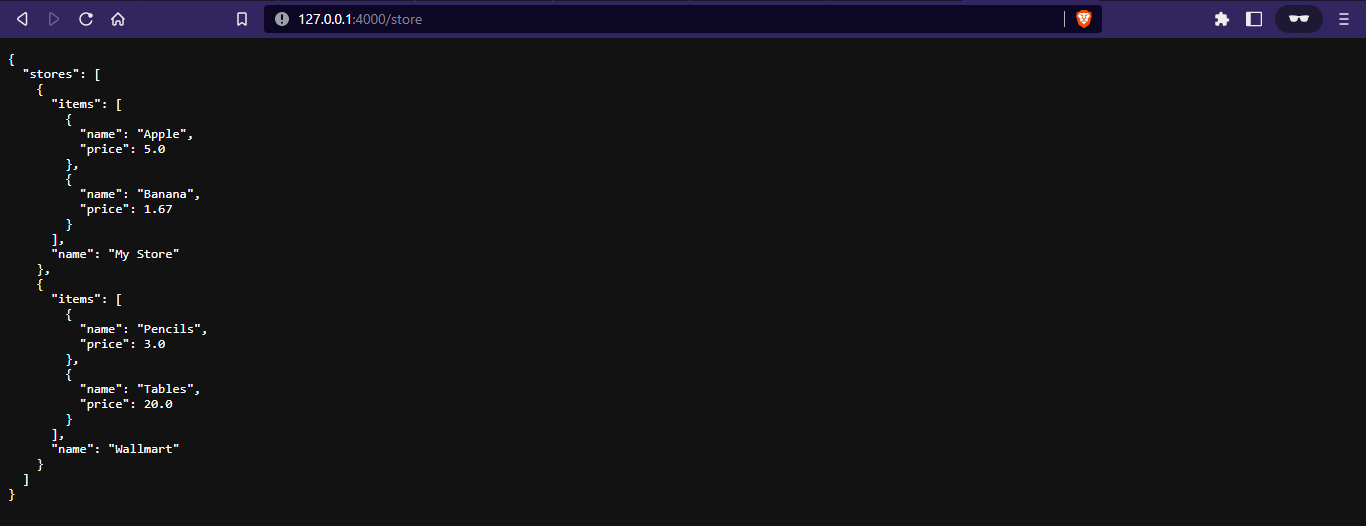 127.0.0.1:4000/store
{
  "stores": [
    {
      "items": [
        {
          "name": "Apple",
          "price": 5.0
        },
        {
          "name": "Banana",
          "price": 1.67
        }
      ],
      "name": "My Store"
    },
    {
      "items": [
        {
          "name": "Pencils",
          "price": 3.0
        },
        {
          "name": "Tables",
          "price": 20.0
        }
      ],
      "name": "Wallmart"
    }
  ]
}